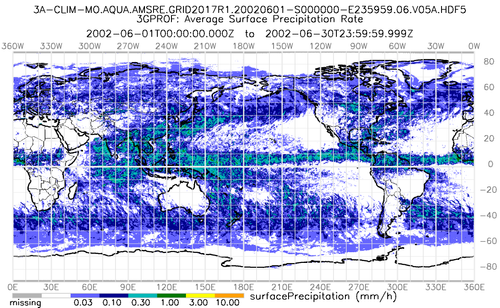 3A-CLIM-MO.AQUA.AMSRE.GRID2017R1.20020601-S000000-E235959.06.V05A.HDF5
3GPROF: Average Surface Precipitation Rate
2002-06-01T00:00:00.000Z to 2002-06-30T23:59:59.999Z
360W 330W 300W 270W 240W 210W 180W 150W 120W 90W 60W 30W 0W
80
60
40
20
0
-20
-40
-60
-80
0E 30E 60E 90E 120E 150E 180E 210E 240E 270E 300E 330E 360E
missing 0.03 0.10 0.30 1.00 3.00 10.00 surfacePrecipitation (mm/h)